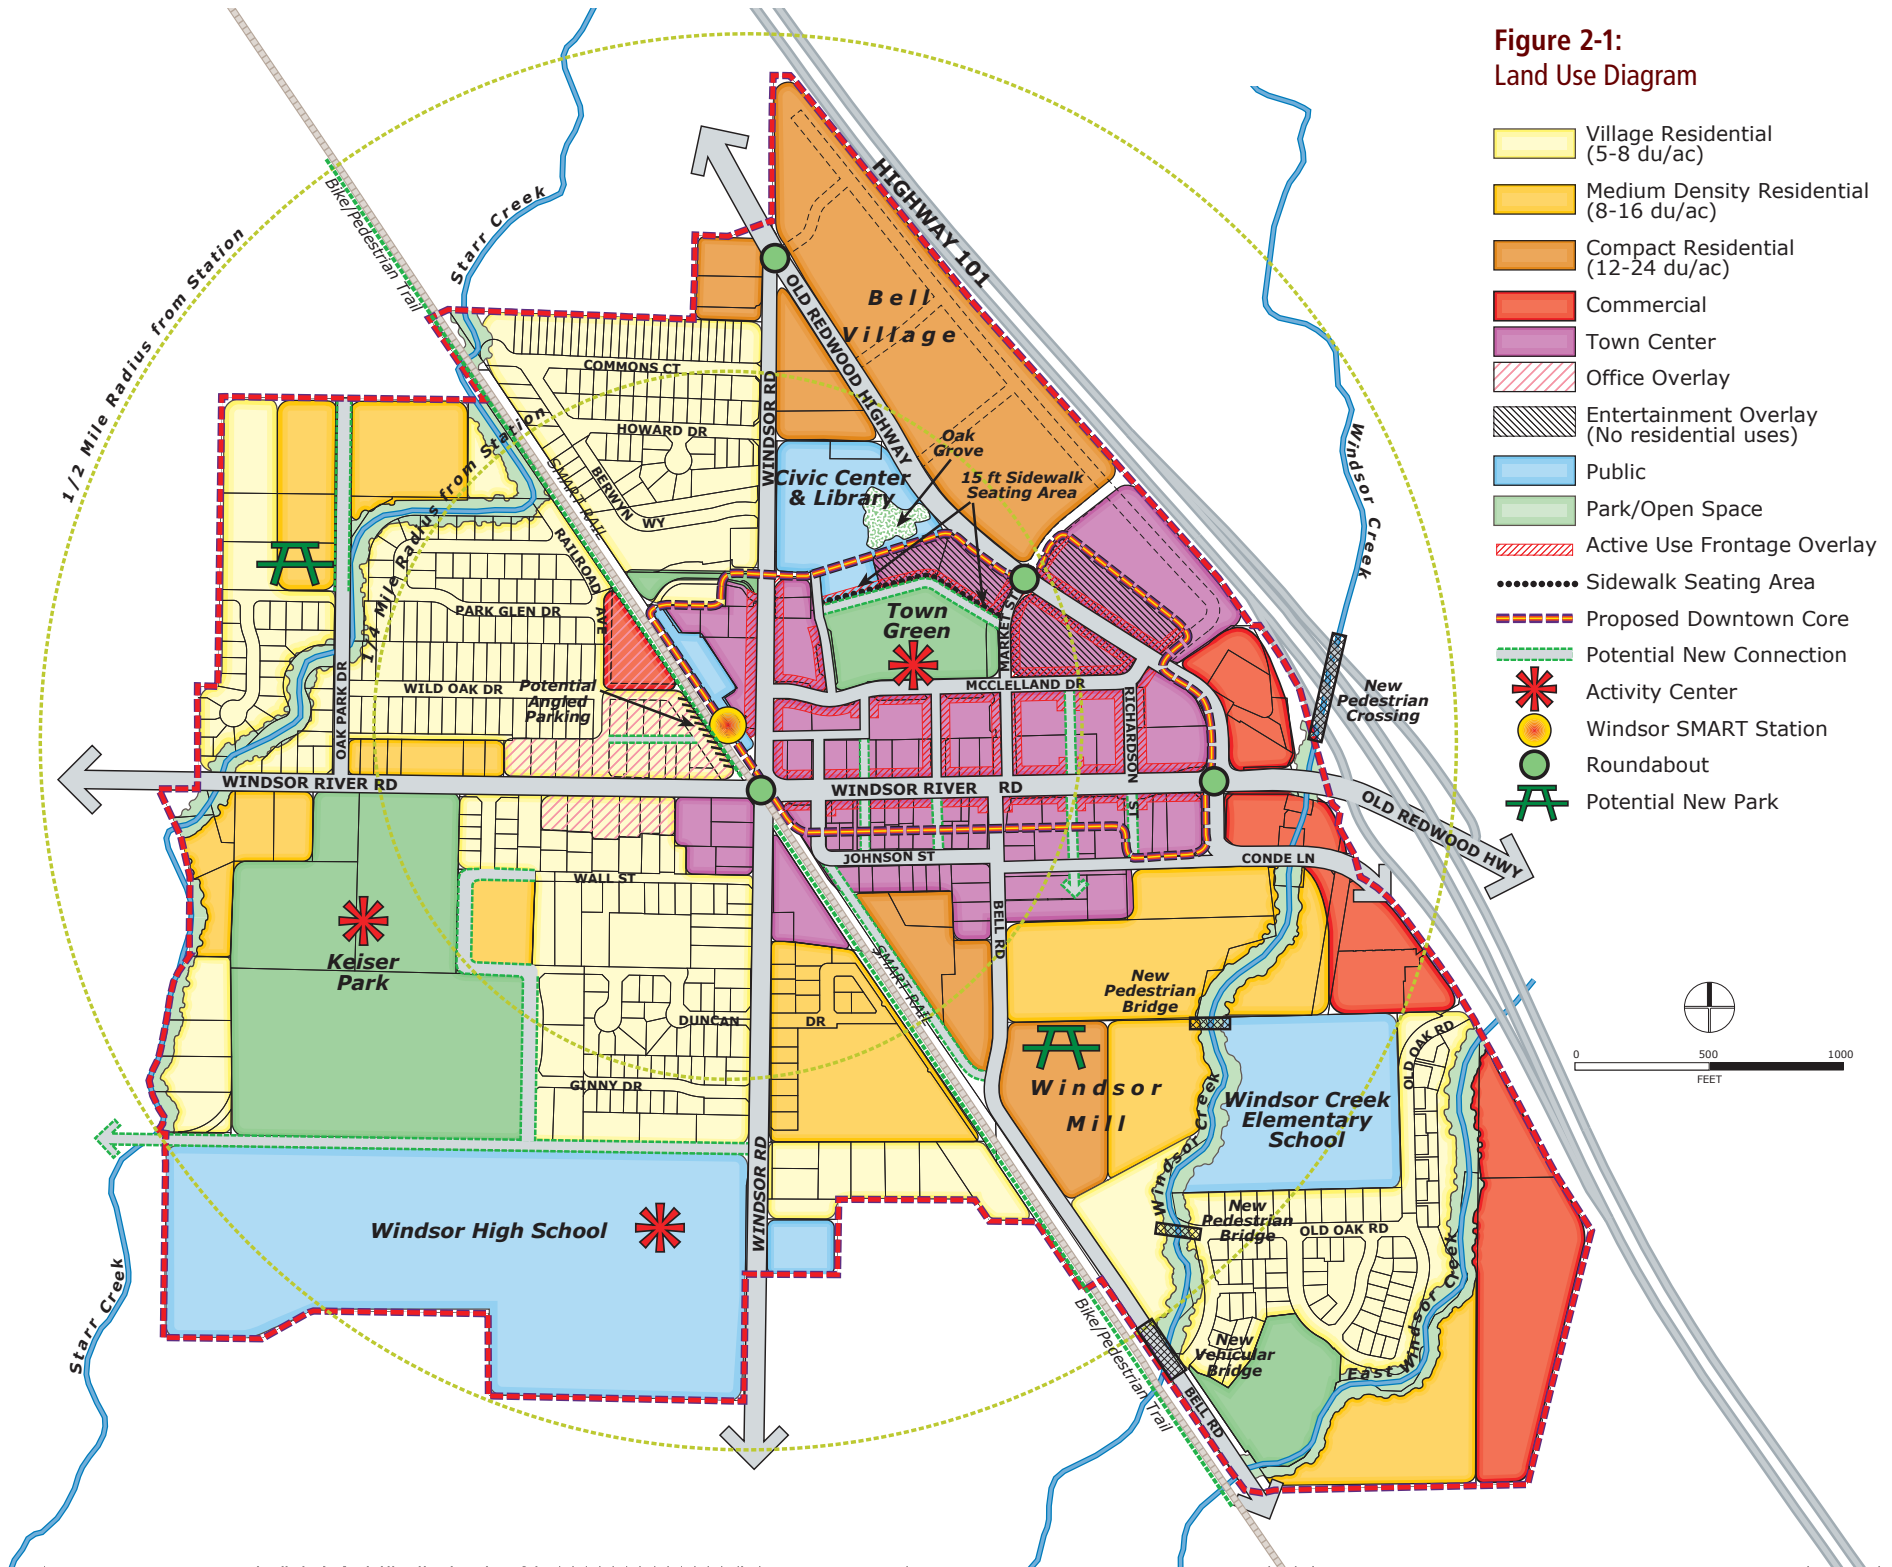 Figure 2-1:
Land Use Diagram
Village Residential
(5-8 du/ac)
Medium Density Residential
(8-16 du/ac)
Compact Residential
(12-24 du/ac)
Commercial
Town Center
Office Overlay
Entertainment Overlay
(No residential uses)
Public
Park/Open Space
Active Use Frontage Overlay
Sidewalk Seating Area
Proposed Downtown Core
Potential New Connection
Activity Center
Windsor SMART Station
Roundabout
Potential New Park
0 500 1000
FEET
HIGHWAY 101
Bike/Pedestrian Trail
Starr Creek
1/2 Mile Radius from Station
1/4 Mile Radius from Station
Bell
Village
OLD REDWOOD HIGHWAY
WINDSOR RD
COMMONS CT
HOWARD DR
BERWYN
WY
SMART RAIL
RAILROAD
AVE
Oak
Grove
15 ft Sidewalk
Seating Area
Civic Center
& Library
Windsor Creek
PARK GLEN DR
Town
Green
MARKET ST
MCCLELLAND DR
WILD OAK DR
OAK PARK DR
Potential
Angled
Parking
RICHARDSON
ST
New
Pedestrian
Crossing
WINDSOR RIVER RD
WINDSOR RIVER RD
OLD REDWOOD HWY
JOHNSON ST
CONDE LN
WALL ST
BELL RD
Keiser
Park
SMART RAIL
New
Pedestrian
Bridge
DUNCAN
DR
GINNY DR
Windsor
Mill
Windsor Creek
Windsor Creek
Elementary
School
OLD OAK RD
WINDSOR RD
Windsor High School
New
Pedestrian
Bridge
OLD OAK RD
Starr Creek
Bike/Pedestrian Trail
New
Vehicular
Bridge
East Windsor Creek
BELL RD